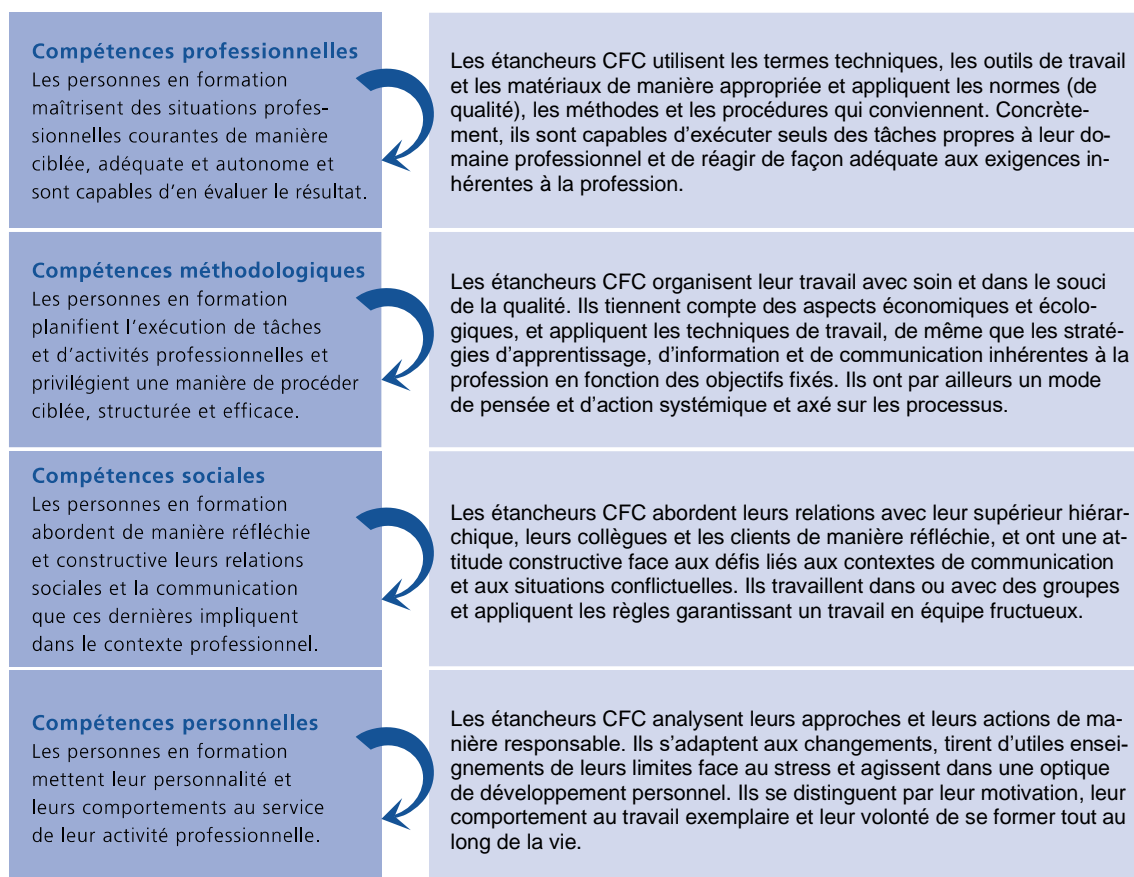 Compétences professionnelles
Les personnes en formation
maîtrisent des situations profes-
sionnelles courantes de manière
ciblée, adéquate et autonome et
sont capables d'en évaluer le résultat.
Les étancheurs CFC utilisent les termes techniques, les outils de travail
et les matériaux de manière appropriée et appliquent les normes (de
qualité), les méthodes et les procédures qui conviennent. Concrète-
ment, ils sont capables d'exécuter seuls des tâches propres à leur do-
maine professionnel et de réagir de façon adéquate aux exigences in-
hérentes à la profession.
Compétences méthodologiques
Les personnes en formation
planifient l'exécution de tâches
et d'activités professionnelles et
privilégient une manière de procéder
ciblée, structurée et efficace.
Les étancheurs CFC organisent leur travail avec soin et dans le souci
de la qualité. Ils tiennent compte des aspects économiques et écolo-
giques, et appliquent les techniques de travail, de même que les straté-
gies d'apprentissage, d'information et de communication inhérentes à la
profession en fonction des objectifs fixés. Ils ont par ailleurs un mode
de pensée et d'action systémique et axé sur les processus.
Compétences sociales
Les personnes en formation
abordent de manière réfléchie
et constructive leurs relations
sociales et la communication
que ces dernières impliquent
dans le contexte professionnel.
Les étancheurs CFC abordent leurs relations avec leur supérieur hiérar-
chique, leurs collègues et les clients de manière réfléchie, et ont une at-
titude constructive face aux défis liés aux contextes de communication
et aux situations conflictuelles. Ils travaillent dans ou avec des groupes
et appliquent les règles garantissant un travail en équipe fructueux.
Compétences personnelles
Les personnes en formation
mettent leur personnalité et
leurs comportements au service
de leur activité professionnelle.
Les étancheurs CFC analysent leurs approches et leurs actions de ma-
nière responsable. Ils s'adaptent aux changements, tirent d'utiles ensei-
gnements de leurs limites face au stress et agissent dans une optique
de développement personnel. Ils se distinguent par leur motivation, leur
comportement au travail exemplaire et leur volonté de se former tout au
long de la vie.